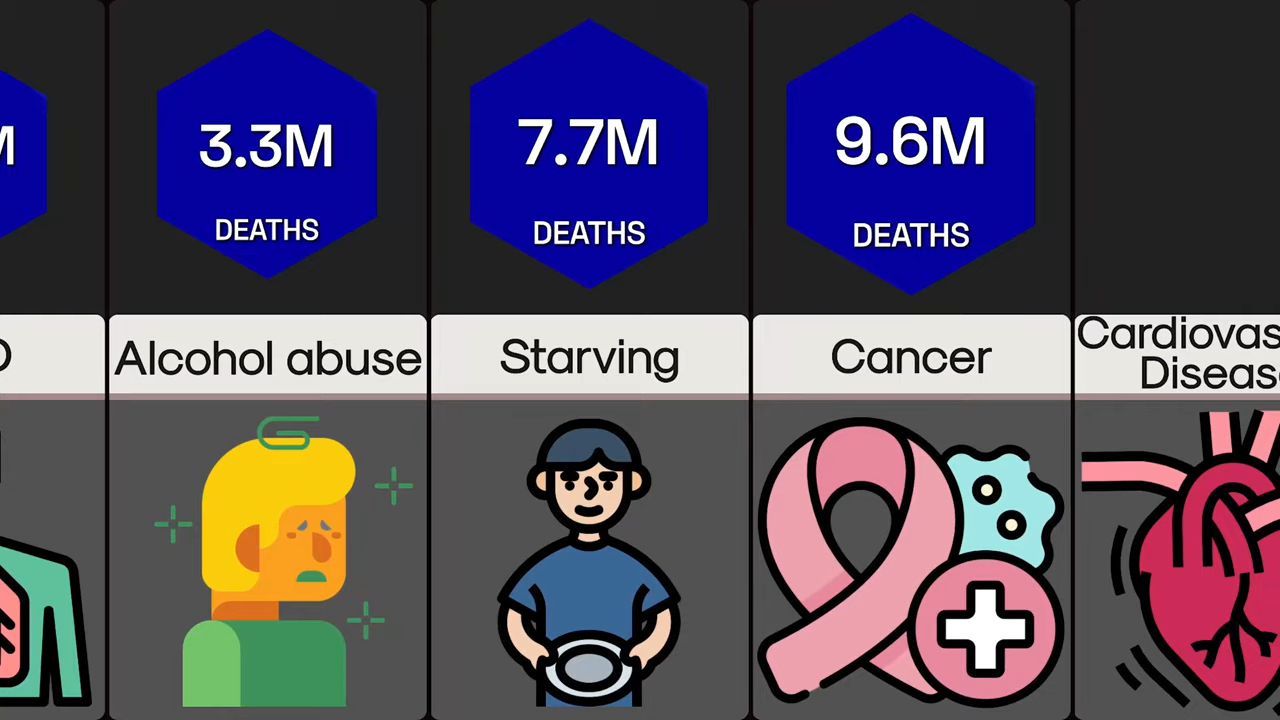 3.3M
DEATHS
Alcohol abuse
7.7M
DEATHS
Starving
9.6M
DEATHS
Cancer